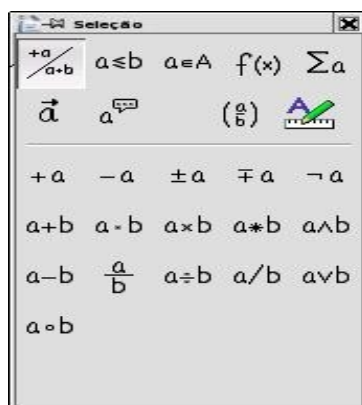 Seleção
+a/a+b a≤b a∈A f(x) Σa
a⃗ a (a/b) A
+a −a ±a ∓a ¬a
a+b a·b a×b a∗b a∧b
a−b a/b a÷b a/b a∨b
a∘b